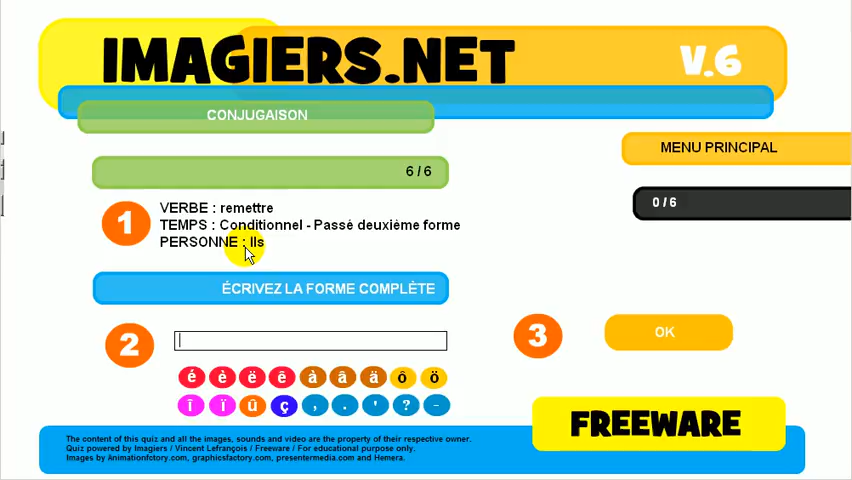 IMAGIERS.NET
V.6
CONJUGAISON
MENU PRINCIPAL
6 / 6
0 / 6
1
VERBE : remettre
TEMPS : Conditionnel - Passé deuxième forme
PERSONNE : Ils
ÉCRIVEZ LA FORME COMPLÈTE
2
3
OK
é è ë ê à â ä ô ö
î ï û ç , . ' ? -
FREEWARE
The content of this quiz and all the images, sounds and video are the property of their respective owner.
Quiz powered by Imagiers / Vincent Lefrançois / Freeware / For educational purpose only.
Images by Animationfctory.com, graphicsfactory.com, presentermedia.com and Hemera.